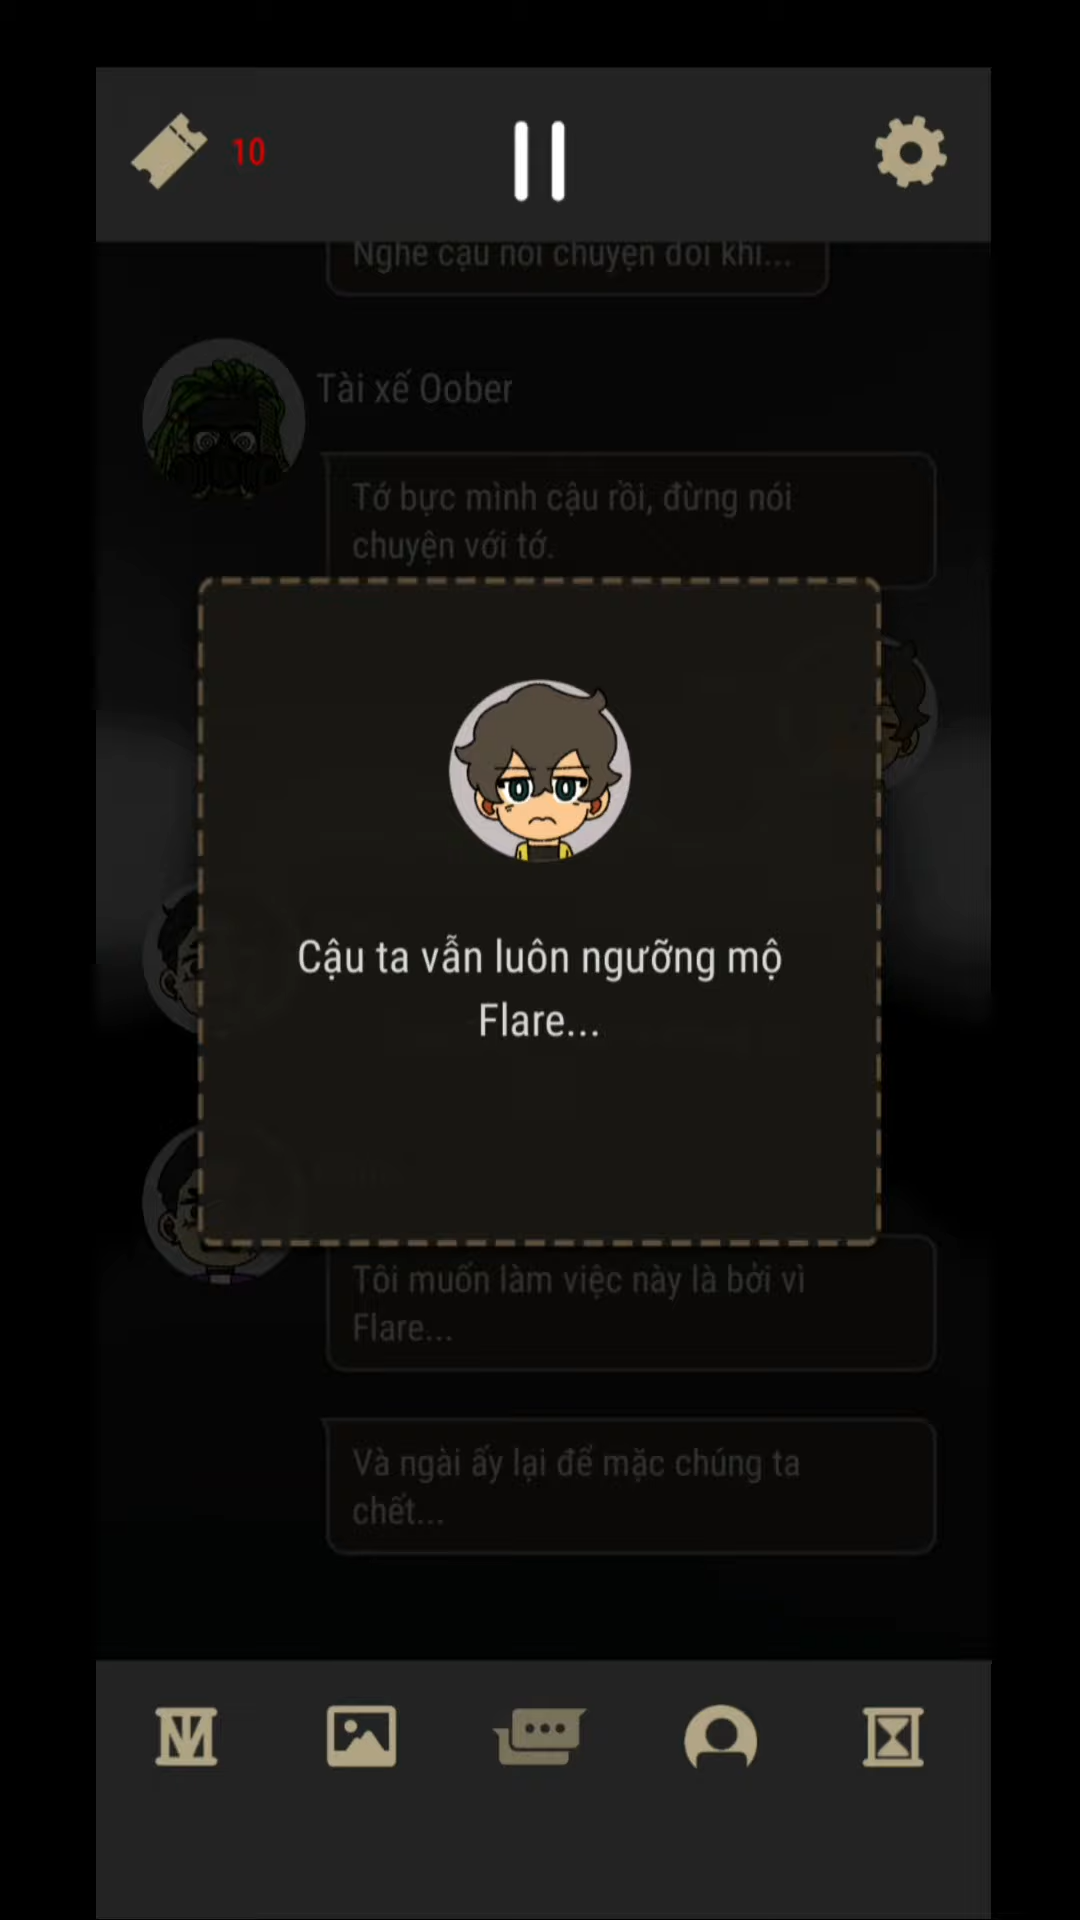 10
Nghe cậu nói chuyện đôi khi...
Tài xế Oober
Tớ bực mình cậu rồi, đừng nói
chuyện với tớ.
Cậu ta vẫn luôn ngưỡng mộ
Flare...
Tôi muốn làm việc này là bởi vì
Flare...
Và ngài ấy lại để mặc chúng ta
chết...